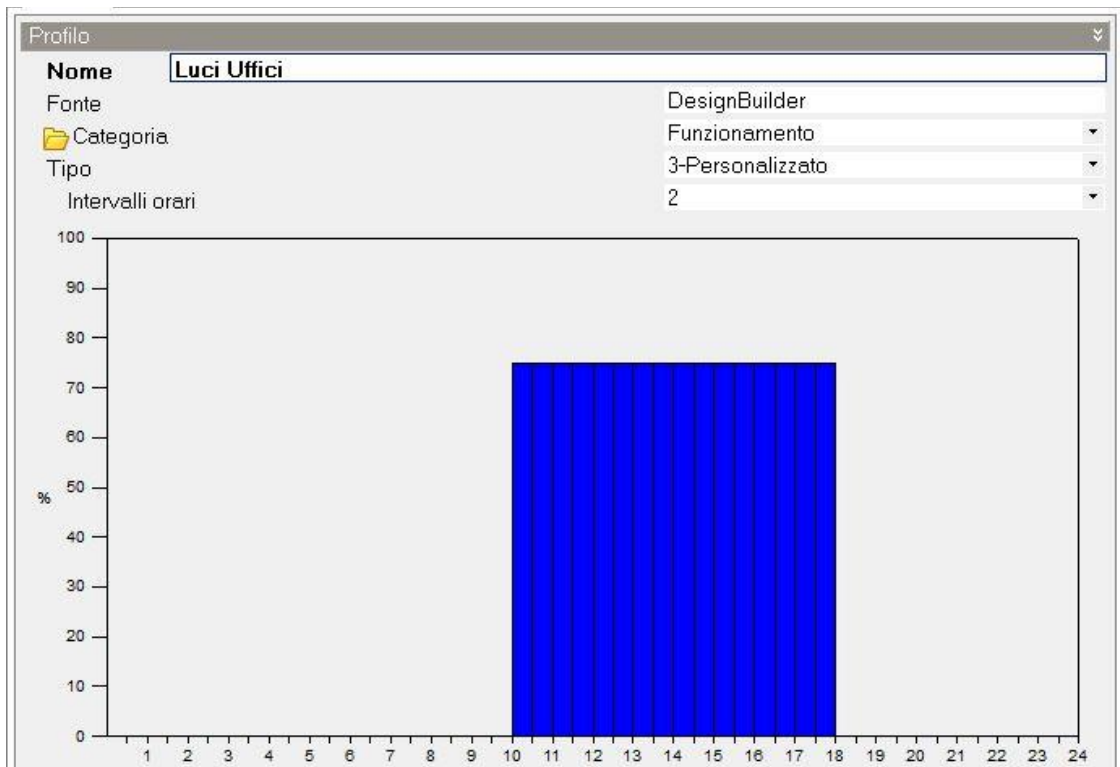 Profilo
Nome Luci Uffici
Fonte DesignBuilder
Categoria Funzionamento
Tipo 3-Personalizzato
Intervalli orari 2
100
90
80
70
60
% 50
40
30
20
10
0
1 2 3 4 5 6 7 8 9 10 11 12 13 14 15 16 17 18 19 20 21 22 23 24